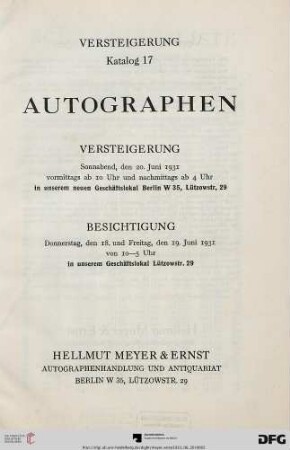 VERSTEIGERUNG
Katalog 17
AUTOGRAPHEN
VERSTEIGERUNG
Sonnabend, den 20. Juni 1931
vormittags ab 10 Uhr und nachmittags ab 4 Uhr
in unserem neuen Geschäftslokal Berlin W 35, Lützowstr. 29
BESICHTIGUNG
Donnerstag, den 18. und Freitag, den 19. Juni 1931
von 10—5 Uhr
in unserem Geschäftslokal Lützowstr. 29
HELLMUT MEYER & ERNST
AUTOGRAPHENHANDLUNG UND ANTIQUARIAT
BERLIN W 35, LÜTZOWSTR. 29
DFG